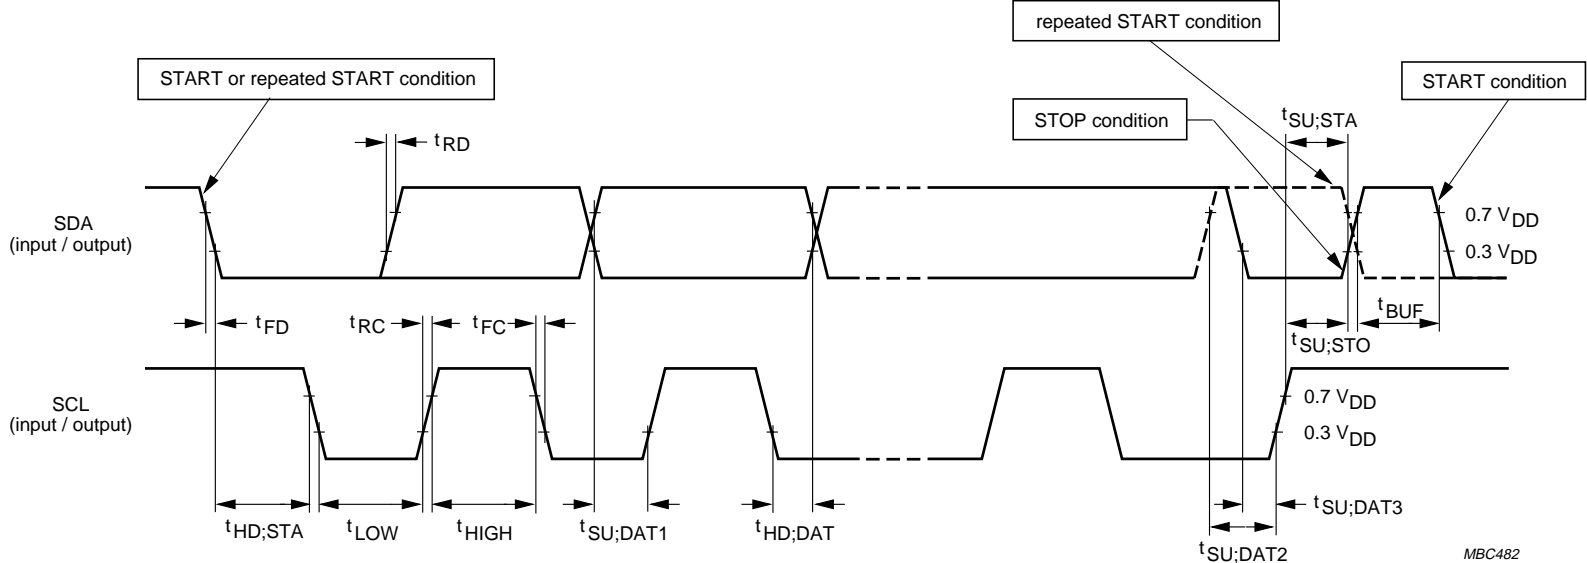 repeated START condition
START or repeated START condition
START condition
STOP condition
tSU;STA
tRD
SDA
(input / output)
0.7 VDD
0.3 VDD
tFD
tRC
tFC
tBUF
tSU;STO
SCL
(input / output)
0.7 VDD
0.3 VDD
tHD;STA
tLOW
tHIGH
tSU;DAT1
tHD;DAT
tSU;DAT3
tSU;DAT2
MBC482